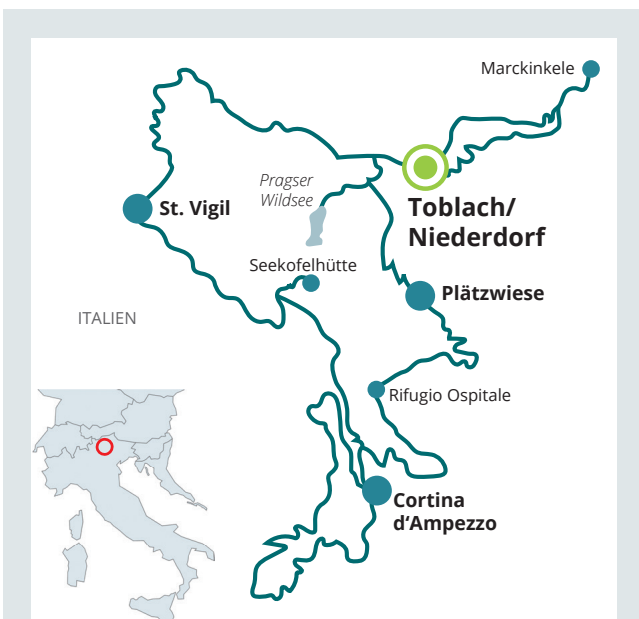 Marckinkele
Pragser
Wildsee
St. Vigil
Toblach/
Niederdorf
Seekofelhütte
Plätzwiese
ITALIEN
Rifugio Ospitale
Cortina
d‘Ampezzo